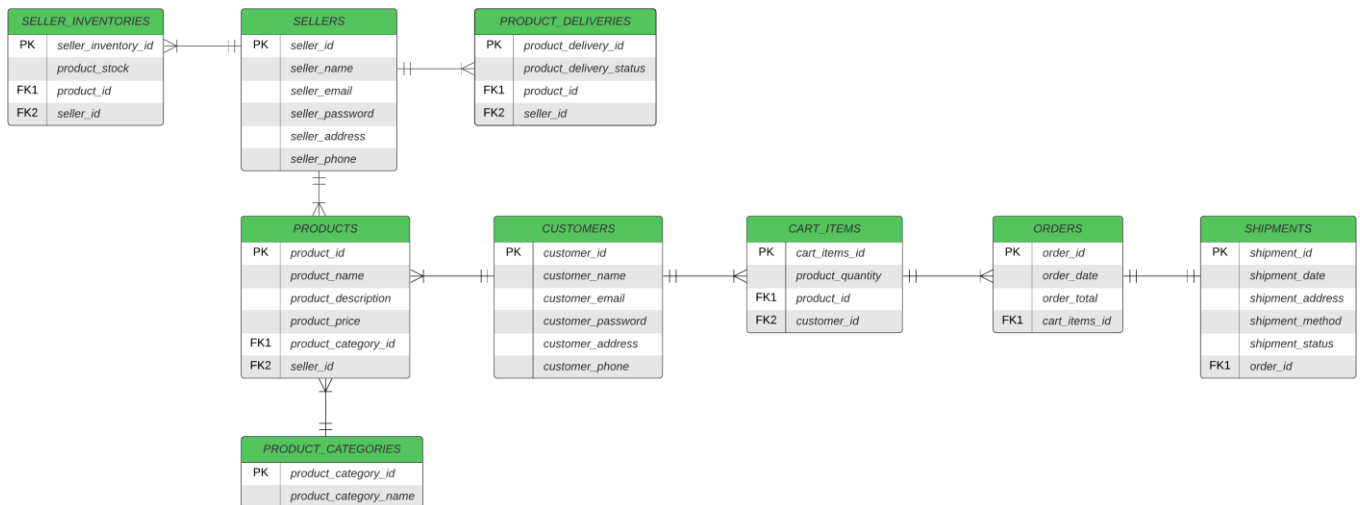 SELLER_INVENTORIES
PK seller_inventory_id
product_stock
FK1 product_id
FK2 seller_id
SELLERS
PK seller_id
seller_name
seller_email
seller_password
seller_address
seller_phone
PRODUCT_DELIVERIES
PK product_delivery_id
product_delivery_status
FK1 product_id
FK2 seller_id
PRODUCTS
PK product_id
product_name
product_description
product_price
FK1 product_category_id
FK2 seller_id
CUSTOMERS
PK customer_id
customer_name
customer_email
customer_password
customer_address
customer_phone
CART_ITEMS
PK cart_items_id
product_quantity
FK1 product_id
FK2 customer_id
ORDERS
PK order_id
order_date
order_total
FK1 cart_items_id
SHIPMENTS
PK shipment_id
shipment_date
shipment_address
shipment_method
shipment_status
FK1 order_id
PRODUCT_CATEGORIES
PK product_category_id
product_category_name